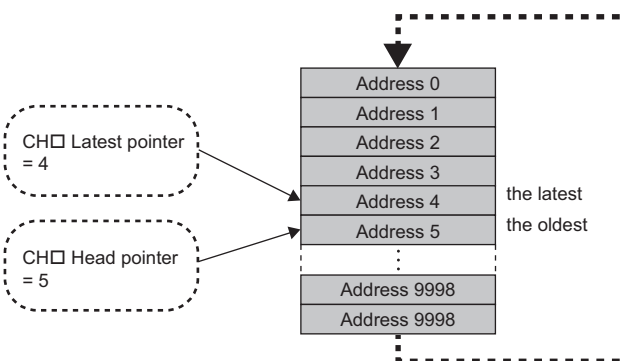 Address 0
Address 1
Address 2
Address 3
Address 4
Address 5
Address 9998
Address 9998
CH□ Latest pointer
= 4
CH□ Head pointer
= 5
the latest
the oldest